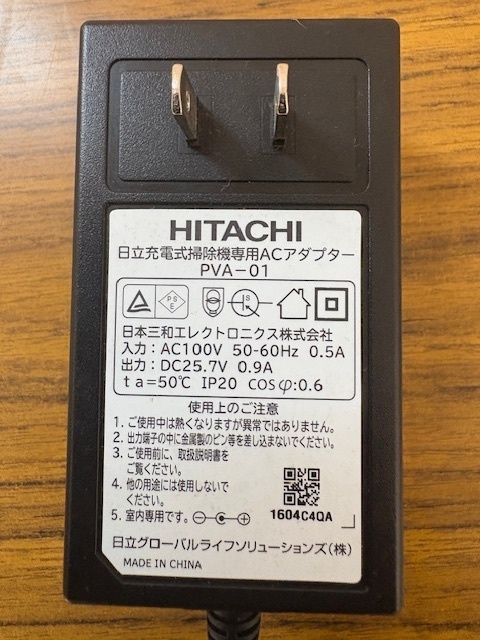 HITACHI
日立充電式掃除機専用ACアダプター
PVA-01
PS
E
S
日本三和エレクトロニクス株式会社
入力：AC100V 50-60Hz 0.5A
出力：DC25.7V 0.9A
ta=50℃ IP20 cosφ:0.6
使用上のご注意
1. ご使用中は熱くなりますが異常ではありません。
2. 出力端子の中に金属製のピン等を差し込まないでください。
3. ご使用前に、取扱説明書を
ご覧ください。
4. 他の用途には使用しないで
ください。
5. 室内専用です。
1604C4QA
日立グローバルライフソリューションズ(株)
MADE IN CHINA